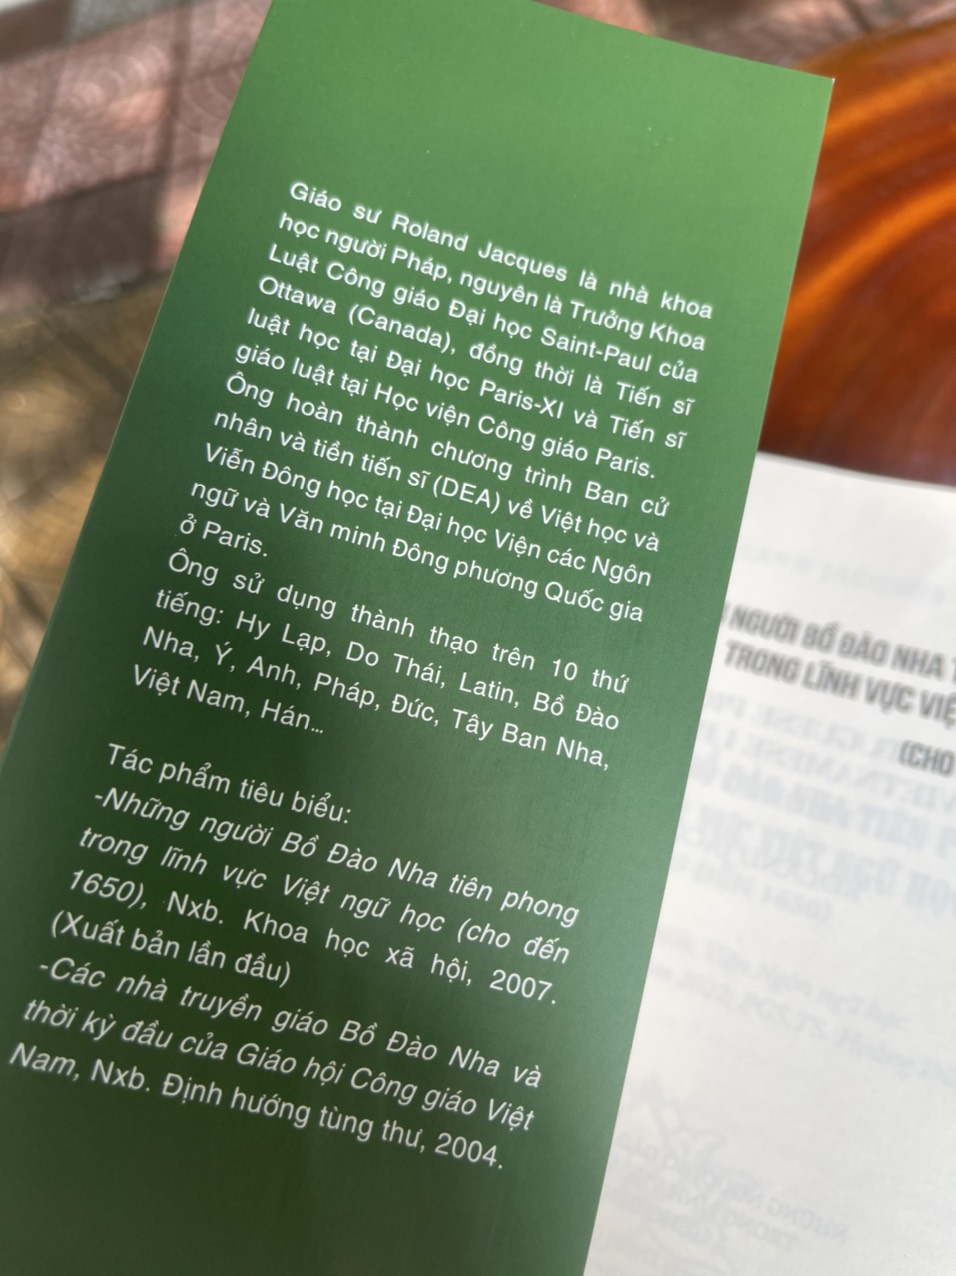 Giáo sư Roland Jacques là nhà khoa
học người Pháp, nguyên là Trưởng Khoa
Luật Công giáo Đại học Saint-Paul của
Ottawa (Canada), đồng thời là Tiến sĩ
luật học tại Đại học Paris-XI và Tiến sĩ
giáo luật tại Học viện Công giáo Paris.
Ông hoàn thành chương trình Ban cử
nhân và tiền tiến sĩ (DEA) về Việt học và
Viễn Đông học tại Đại học Viện các Ngôn
ngữ và Văn minh Đông phương Quốc gia
ở Paris.
Ông sử dụng thành thạo trên 10 thứ
tiếng: Hy Lạp, Do Thái, Latin, Bồ Đào
Nha, Ý, Anh, Pháp, Đức, Tây Ban Nha,
Việt Nam, Hán...
Tác phẩm tiêu biểu:
-Những người Bồ Đào Nha tiên phong
trong lĩnh vực Việt ngữ học (cho đến
1650), Nxb. Khoa học xã hội, 2007.
(Xuất bản lần đầu)
-Các nhà truyền giáo Bồ Đào Nha và
thời kỳ đầu của Giáo hội Công giáo Việt
Nam, Nxb. Định hướng tùng thư, 2004.
NGƯỜI BỒ ĐÀO NHA
TRONG LĨNH VỰC VIỆ
(CHO